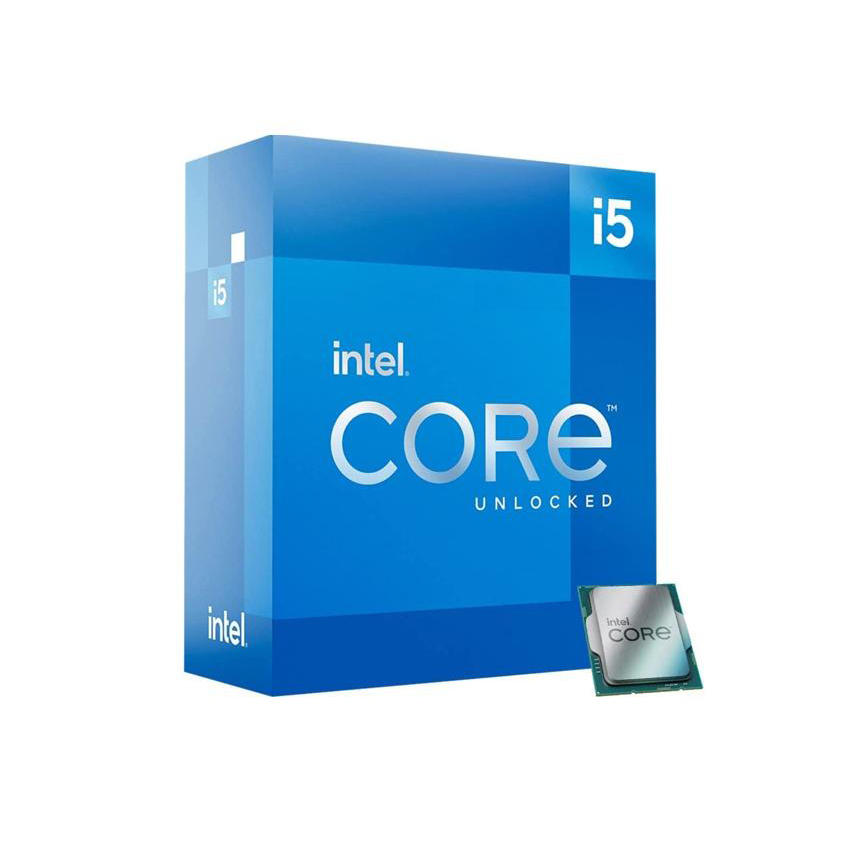 i5
i5
intel.
CORe™
UNLOCKED
intel.
intel.
CORe